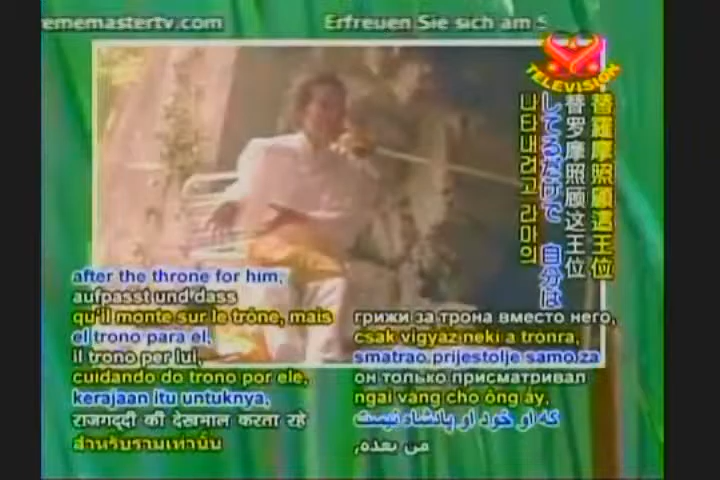 ememastertv.com
Erfreuen Sie sich am S
TELEVISION
替羅摩照顧這王位
替罗摩照顾这王位
してるだけで 自分は
나타내려고 라마의
after the throne for him,
aufpasst und dass
qu'il monte sur le trône, mais
el trono para el,
il trono per lui,
cuidando do trono por ele,
kerajaan itu untuknya,
राजगद्दी की देखभाल करता रहे
สำหรับรามเท่านั้น
грижи за трона вместо него,
csak vigyáz neki a tronra,
smatrao prijestolje samo za
он только присматривал
ngai vàng cho ông ấy,
که او خود او پادشاه نیست
من بعده,